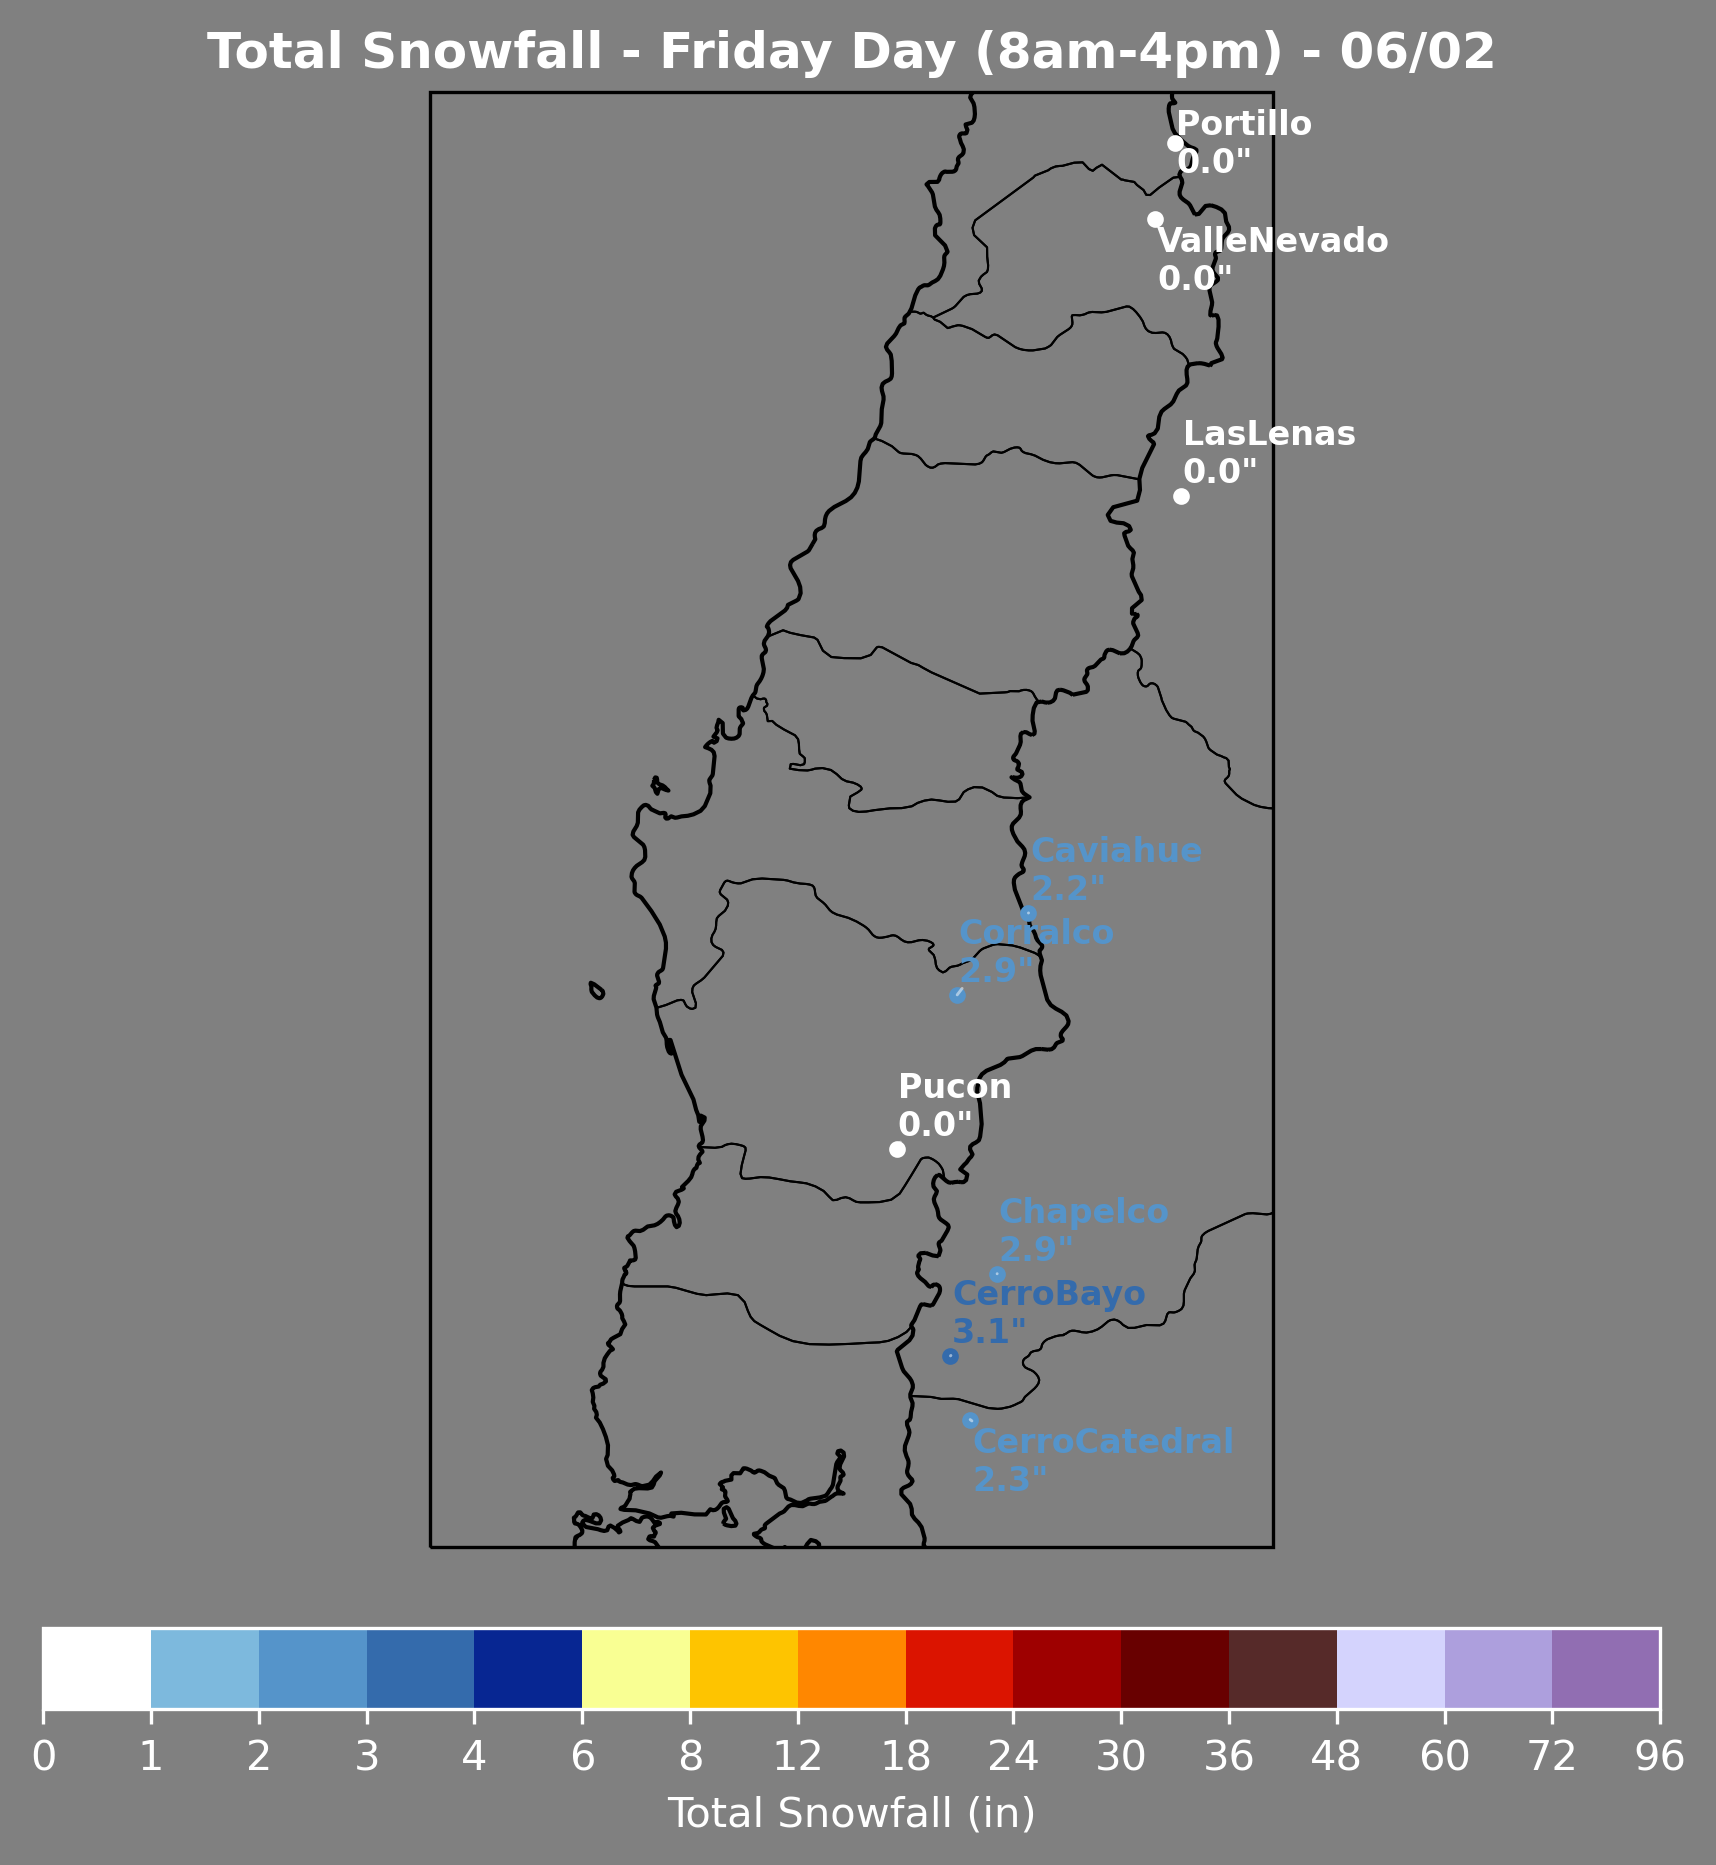 Total Snowfall - Friday Day (8am-4pm) - 06/02
Portillo
0.0"
ValleNevado
0.0"
LasLenas
0.0"
Caviahue
2.2"
Corralco
2.9"
Pucon
0.0"
Chapelco
2.9"
CerroBayo
3.1"
CerroCatedral
2.3"
0 1 2 3 4 6 8 12 18 24 30 36 48 60 72 96
Total Snowfall (in)